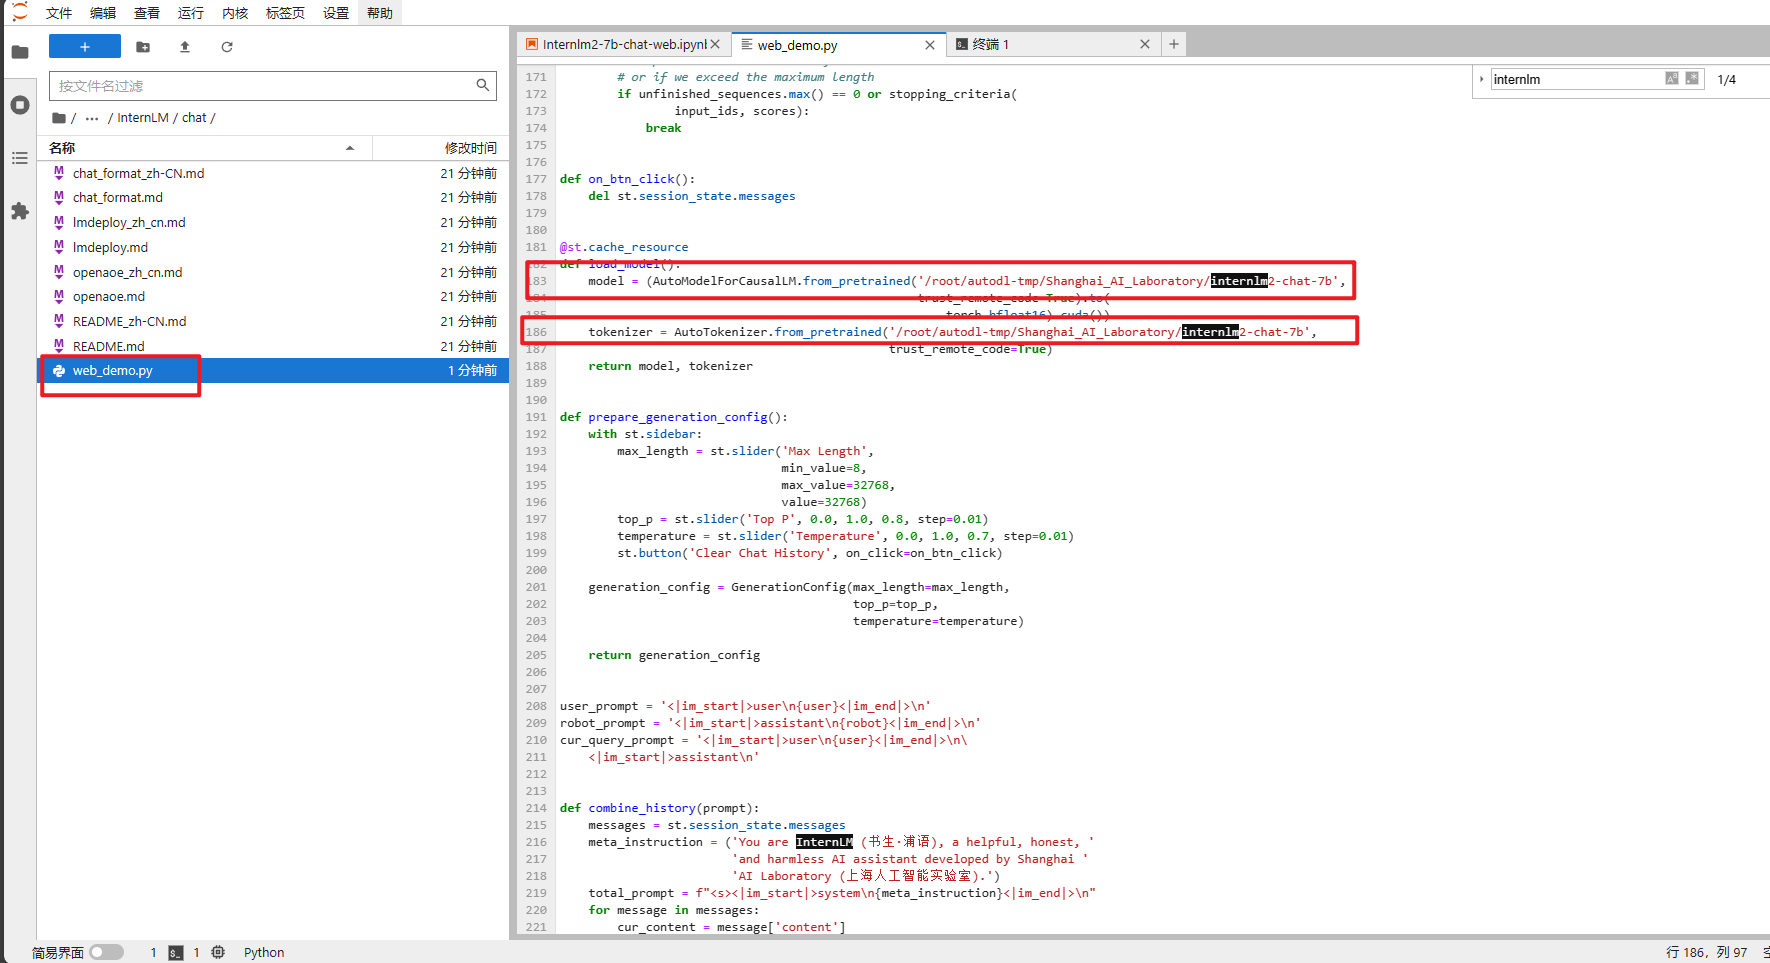 文件 编辑 查看 运行 内核 标签页 设置 帮助
+
按文件名过滤
/ … / InternLM / chat /
名称 修改时间
chat_format_zh-CN.md 21 分钟前
chat_format.md 21 分钟前
lmdeploy_zh_cn.md 21 分钟前
lmdeploy.md 21 分钟前
openaoe_zh_cn.md 21 分钟前
openaoe.md 21 分钟前
README_zh-CN.md 21 分钟前
README.md 21 分钟前
web_demo.py 1 分钟前
Internlm2-7b-chat-web.ipynl web_demo.py 终端 1
internlm 1/4
171 # or if we exceed the maximum length
172 if unfinished_sequences.max() == 0 or stopping_criteria(
173 input_ids, scores):
174 break
175
176
177 def on_btn_click():
178 del st.session_state.messages
179
180
181 @st.cache_resource
182 def load_model():
183 model = (AutoModelForCausalLM.from_pretrained('/root/autodl-tmp/Shanghai_AI_Laboratory/internlm2-chat-7b',
184 trust_remote_code=True).to(
185 torch.bfloat16).cuda())
186 tokenizer = AutoTokenizer.from_pretrained('/root/autodl-tmp/Shanghai_AI_Laboratory/internlm2-chat-7b',
187 trust_remote_code=True)
188 return model, tokenizer
189
190
191 def prepare_generation_config():
192 with st.sidebar:
193 max_length = st.slider('Max Length',
194 min_value=8,
195 max_value=32768,
196 value=32768)
197 top_p = st.slider('Top P', 0.0, 1.0, 0.8, step=0.01)
198 temperature = st.slider('Temperature', 0.0, 1.0, 0.7, step=0.01)
199 st.button('Clear Chat History', on_click=on_btn_click)
200
201 generation_config = GenerationConfig(max_length=max_length,
202 top_p=top_p,
203 temperature=temperature)
204
205 return generation_config
206
207
208 user_prompt = '<|im_start|>user\n{user}<|im_end|>\n'
209 robot_prompt = '<|im_start|>assistant\n{robot}<|im_end|>\n'
210 cur_query_prompt = '<|im_start|>user\n{user}<|im_end|>\n\
211 <|im_start|>assistant\n'
212
213
214 def combine_history(prompt):
215 messages = st.session_state.messages
216 meta_instruction = ('You are InternLM (书生·浦语), a helpful, honest, '
217 'and harmless AI assistant developed by Shanghai '
218 'AI Laboratory (上海人工智能实验室).')
219 total_prompt = f"<s><|im_start|>system\n{meta_instruction}<|im_end|>\n"
220 for message in messages:
221 cur_content = message['content']
简易界面 1 1 Python 行 186，列 97